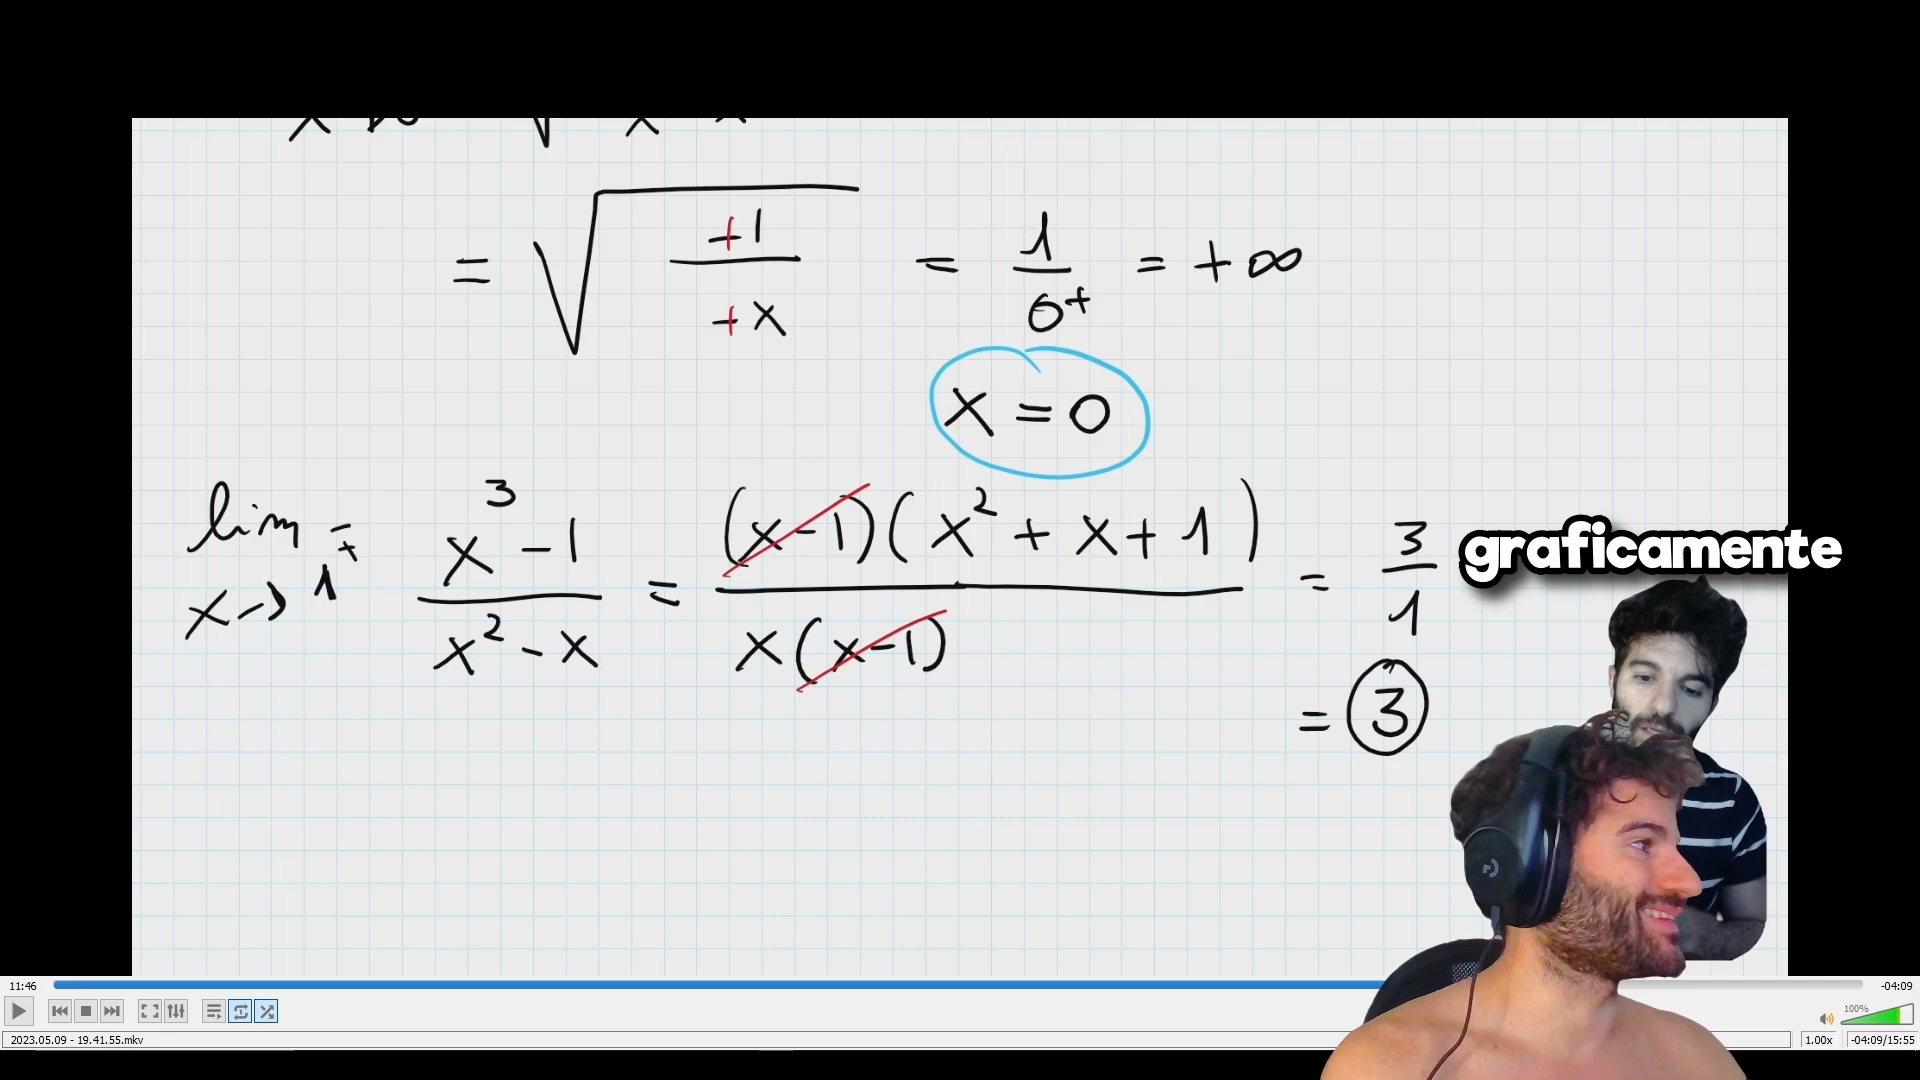 = √(+1 / +x) = 1 / 0⁺ = +∞
x = 0
lim x→1± x³ - 1 / x² - x = (x-1)(x² + x + 1) / x(x-1) = 3 / 1
graficamente
= 3
11:46
-04:09
100%
2023.05.09 - 19.41.55.mkv
1.00x
-04:09/15:55